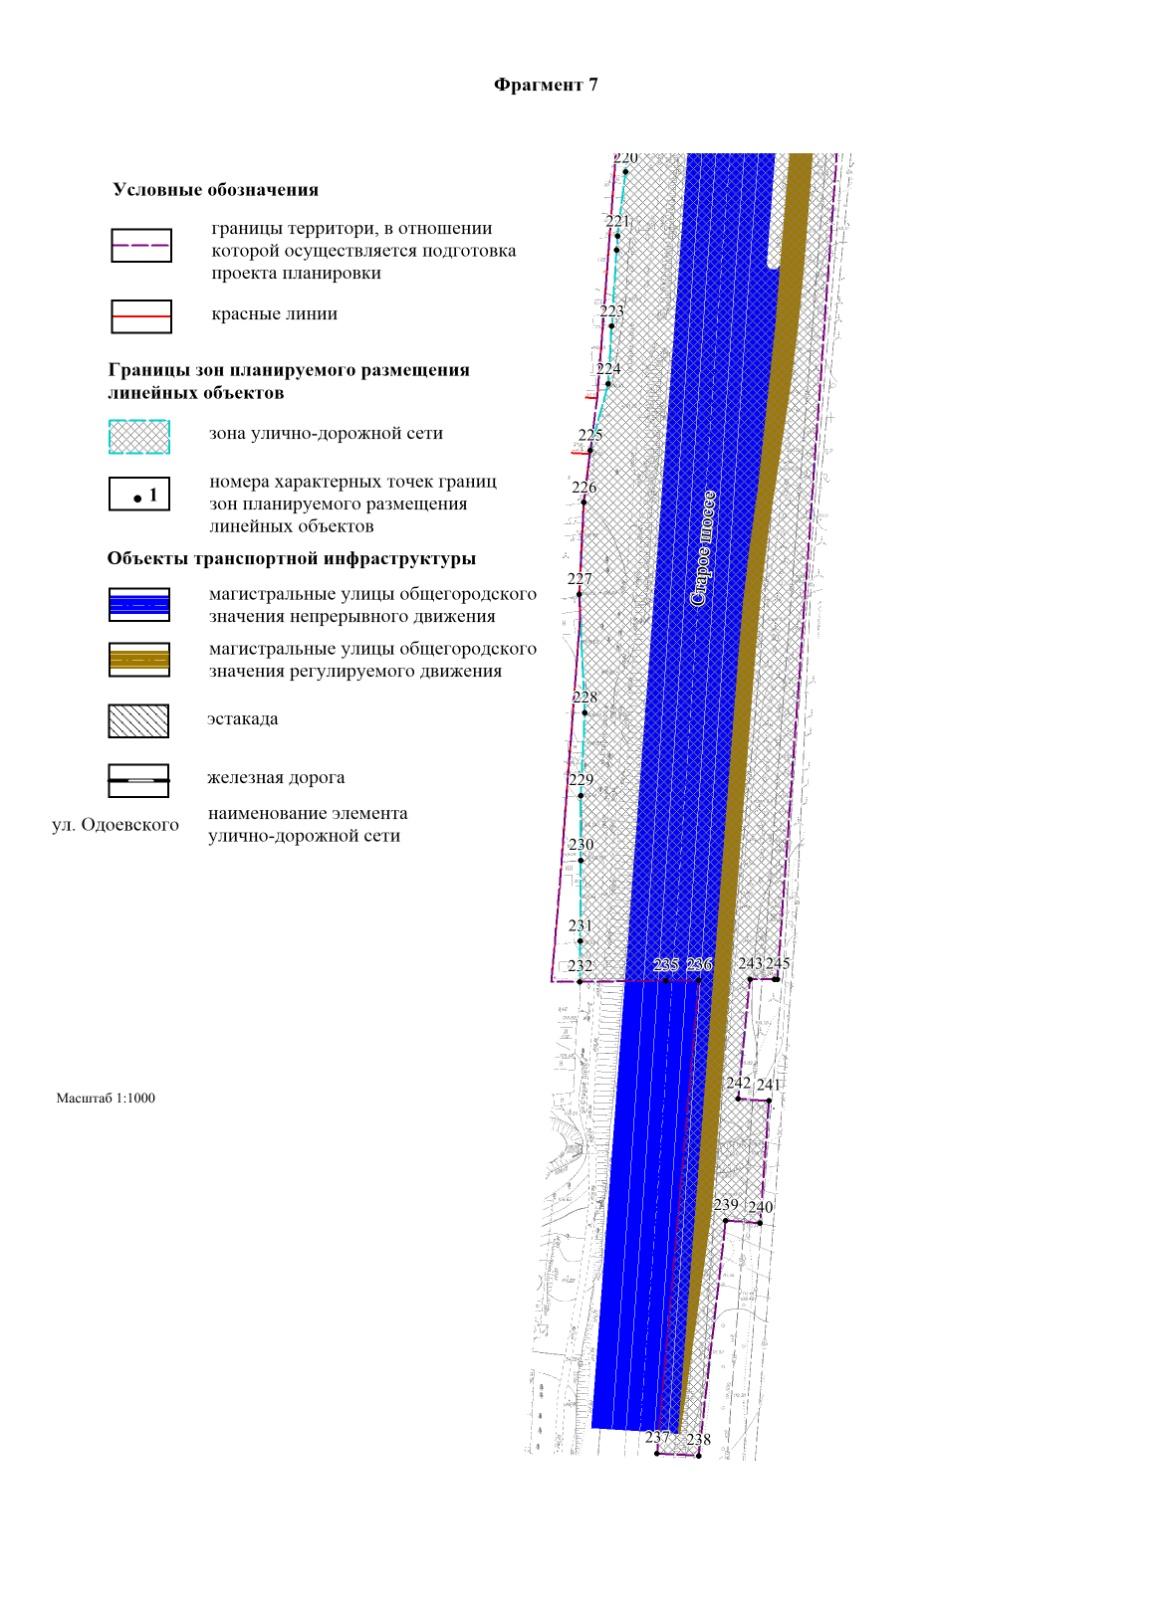 Фрагмент 7
Условные обозначения
границы территори, в отношении
которой осуществляется подготовка
проекта планировки
красные линии
Границы зон планируемого размещения
линейных объектов
зона улично-дорожной сети
1
номера характерных точек границ
зон планируемого размещения
линейных объектов
Объекты транспортной инфраструктуры
магистральные улицы общегородского
значения непрерывного движения
магистральные улицы общегородского
значения регулируемого движения
эстакада
железная дорога
ул. Одоевского
наименование элемента
улично-дорожной сети
Масштаб 1:1000
220
221
223
224
225
226
Старое шоссе
227
228
229
230
231
232
235
236
243
245
242
241
239
240
237
238